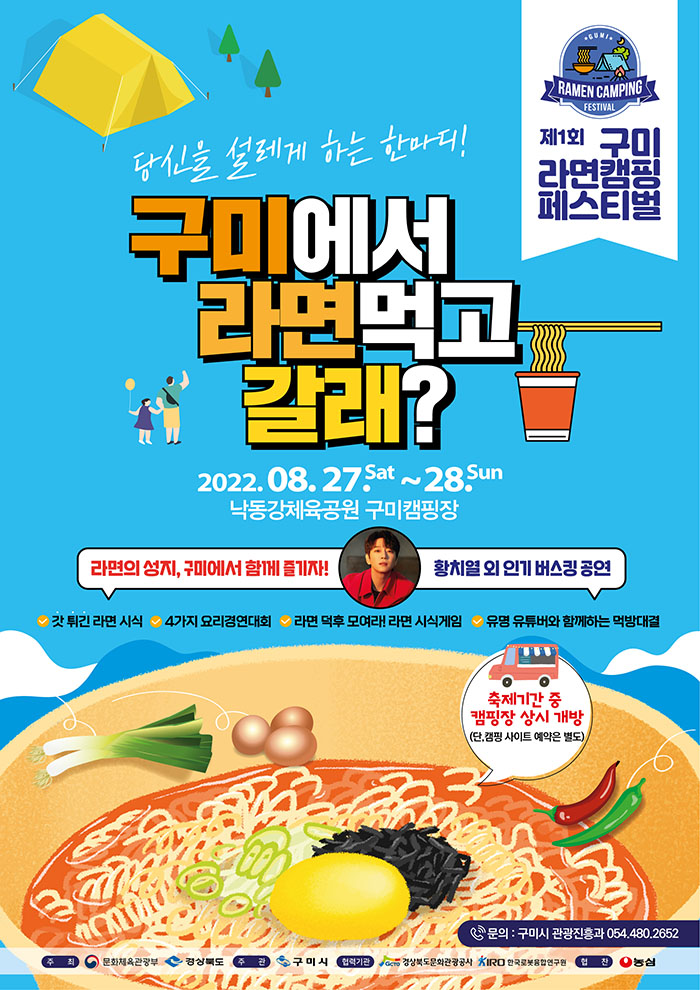 GUMI
RAMEN CAMPING
FESTIVAL
제1회 구미
라면캠핑
페스티벌
당신을 설레게 하는 한마디!
구미에서
라면먹고
갈래?
2022. 08. 27.Sat ~ 28.Sun
낙동강체육공원 구미캠핑장
라면의 성지, 구미에서 함께 즐기자!
황치열 외 인기 버스킹 공연
갓 튀긴 라면 시식 4가지 요리경연대회 라면 덕후 모여라! 라면 시식게임 유명 유튜버와 함께하는 먹방대결
축제기간 중
캠핑장 상시 개방
(단,캠핑 사이트 예약은 별도)
문의 : 구미시 관광진흥과 054.480.2652
주 최 문화체육관광부 경상북도 주 관 구미시 협력기관 GCTO 경상북도문화관광공사 KIRO 한국로봇융합연구원 협 찬 농심